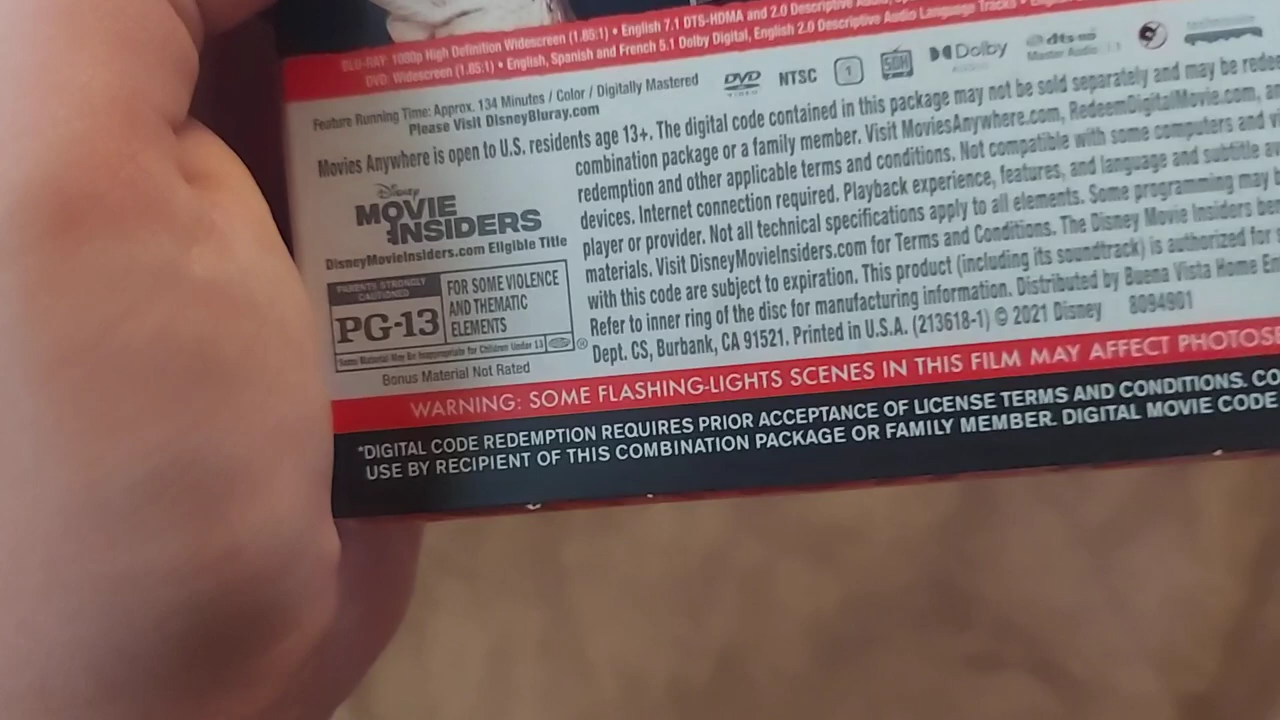 BLU-RAY: 1080p High Definition Widescreen (1.85:1) • English 7.1 DTS-HDMA and 2.0 Descriptive Audio,
DVD: Widescreen (1.85:1) • English, Spanish and French 5.1 Dolby Digital, English 2.0 Descriptive Audio Language Tracks •
Feature Running Time: Approx. 134 Minutes / Color / Digitally Mastered
Please Visit DisneyBluray.com
DVD VIDEO NTSC 1 SDH Dolby AUDIO dts-HD Master Audio
Movies Anywhere is open to U.S. residents age 13+. The digital code contained in this package may not be sold separately and may be
combination package or a family member. Visit MoviesAnywhere.com, RedeemDigitalMovie.com,
redemption and other applicable terms and conditions. Not compatible with some computers and
devices. Internet connection required. Playback experience, features, and language and subtitle
player or provider. Not all technical specifications apply to all elements. Some programming may
materials. Visit DisneyMovieInsiders.com for Terms and Conditions. The Disney Movie Insiders
with this code are subject to expiration. This product (including its soundtrack) is authorized for
Refer to inner ring of the disc for manufacturing information. Distributed by Buena Vista Home
Dept. CS, Burbank, CA 91521. Printed in U.S.A. (213618-1) © 2021 Disney 8094901
Disney
MOVIE
INSIDERS
DisneyMovieInsiders.com Eligible Title
PARENTS STRONGLY
CAUTIONED
PG-13
FOR SOME VIOLENCE
AND THEMATIC
ELEMENTS
Some Material May Be Inappropriate for Children Under 13
®
Bonus Material Not Rated
WARNING: SOME FLASHING-LIGHTS SCENES IN THIS FILM MAY AFFECT PHOTOS
*DIGITAL CODE REDEMPTION REQUIRES PRIOR ACCEPTANCE OF LICENSE TERMS AND CONDITIONS. CO
USE BY RECIPIENT OF THIS COMBINATION PACKAGE OR FAMILY MEMBER. DIGITAL MOVIE CODE